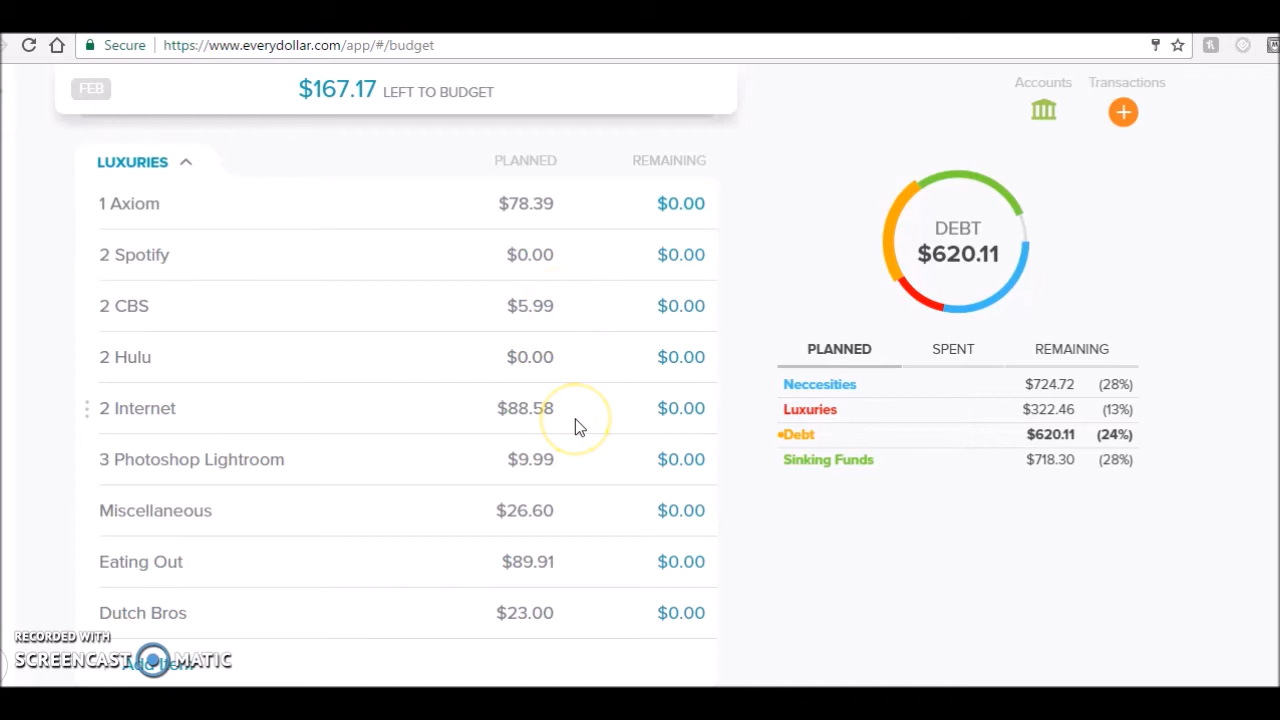 Secure https://www.everydollar.com/app/#/budget
FEB $167.17 LEFT TO BUDGET
Accounts Transactions
LUXURIES PLANNED REMAINING
1 Axiom $78.39 $0.00
2 Spotify $0.00 $0.00
2 CBS $5.99 $0.00
2 Hulu $0.00 $0.00
2 Internet $88.58 $0.00
3 Photoshop Lightroom $9.99 $0.00
Miscellaneous $26.60 $0.00
Eating Out $89.91 $0.00
Dutch Bros $23.00 $0.00
Add Item
DEBT
$620.11
PLANNED SPENT REMAINING
Neccesities $724.72 (28%)
Luxuries $322.46 (13%)
Debt $620.11 (24%)
Sinking Funds $718.30 (28%)
RECORDED WITH
SCREENCAST MATIC